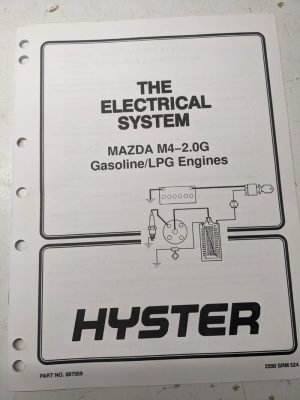 THE
ELECTRICAL
SYSTEM
MAZDA M4-2.0G
Gasoline/LPG Engines
HYSTER
PART NO. 897509
2200 SRM 524